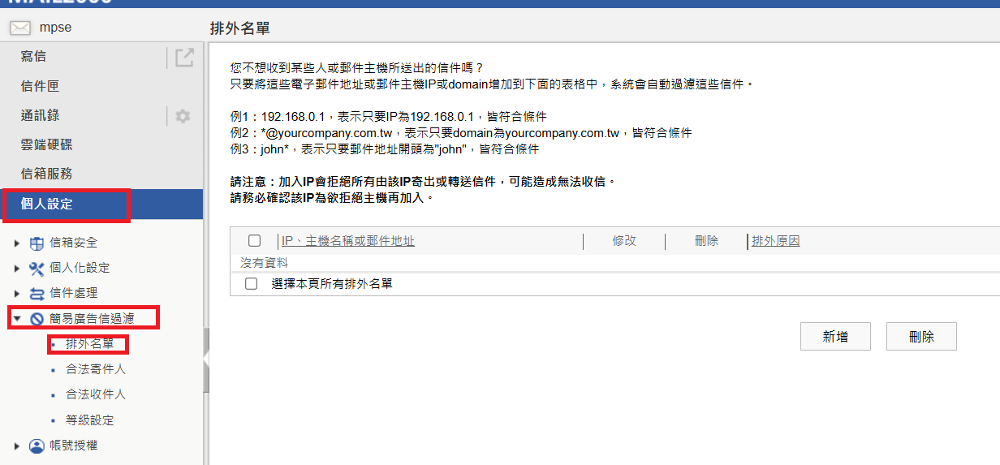 mpse
排外名單
寫信
信件匣
通訊錄
雲端硬碟
信箱服務
個人設定
信箱安全
個人化設定
信件處理
簡易廣告信過濾
排外名單
合法寄件人
合法收件人
等級設定
帳號授權
您不想收到某些人或郵件主機所送出的信件嗎？
只要將這些電子郵件地址或郵件主機IP或domain增加到下面的表格中，系統會自動過濾這些信件。
例1：192.168.0.1，表示只要IP為192.168.0.1，皆符合條件
例2：*@yourcompany.com.tw，表示只要domain為yourcompany.com.tw，皆符合條件
例3：john*，表示只要郵件地址開頭為"john"，皆符合條件
請注意：加入IP會拒絕所有由該IP寄出或轉送信件，可能造成無法收信。
請務必確認該IP為欲拒絕主機再加入。
IP、主機名稱或郵件地址 修改 刪除 排外原因
沒有資料
選擇本頁所有排外名單
新增 刪除